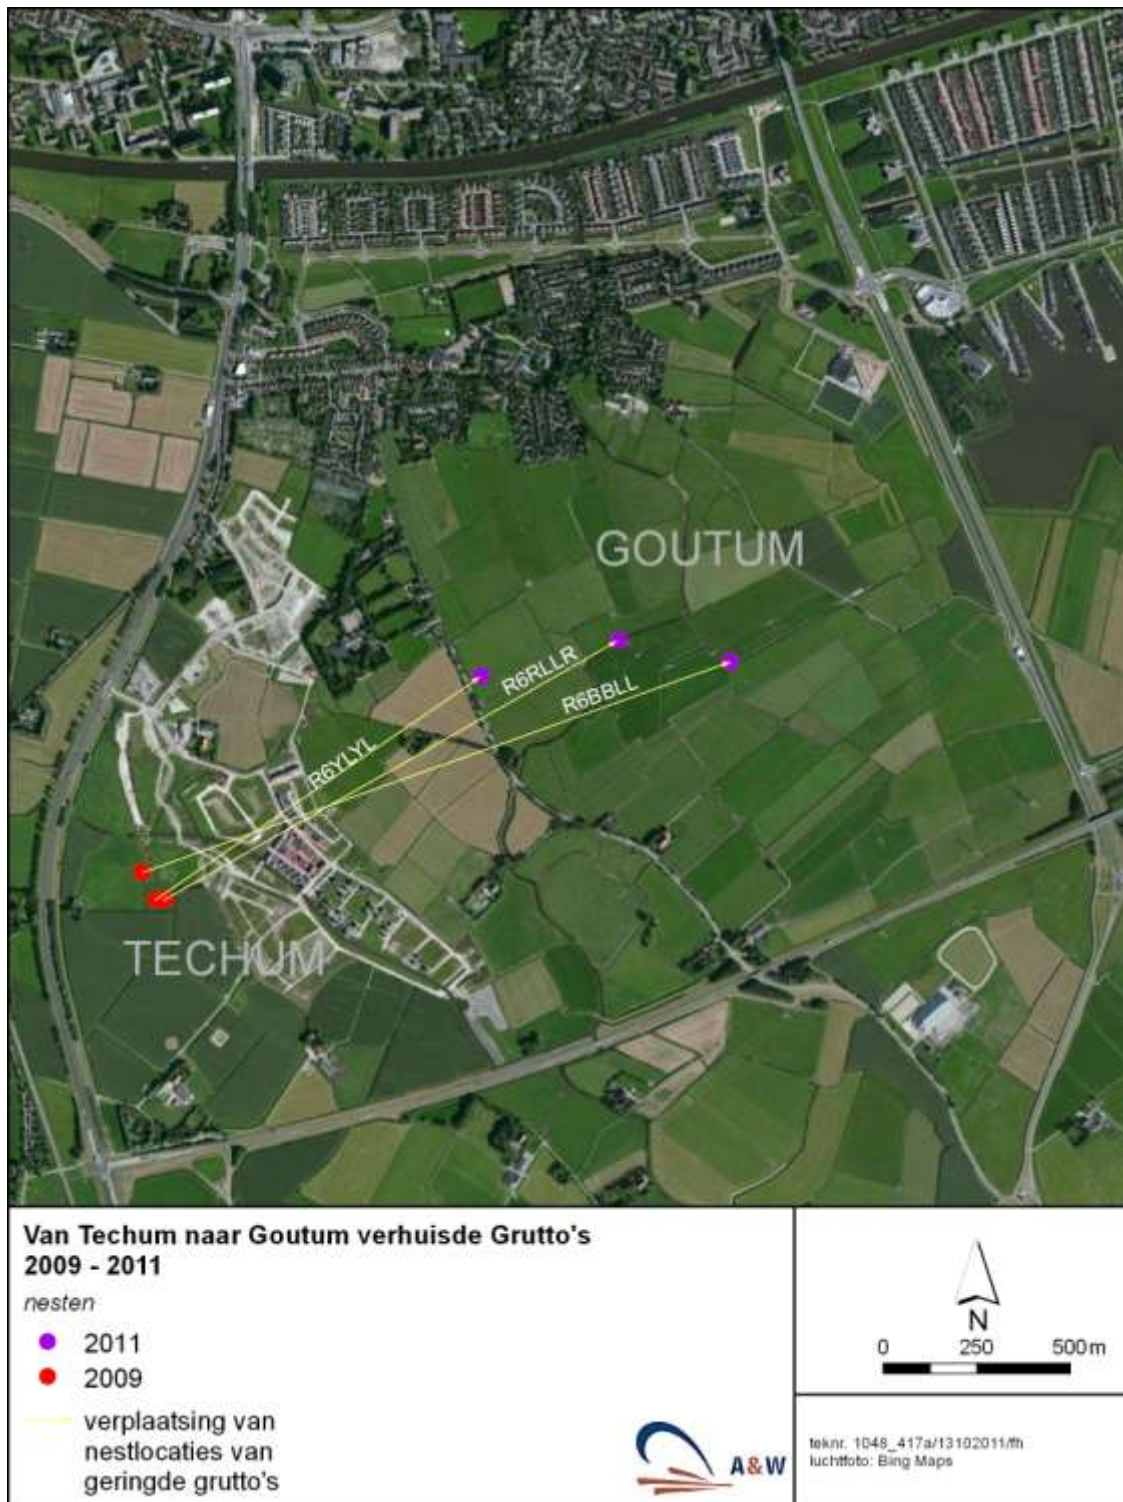 GOUTUM
R6RLLR
R6BBLL
R6YLYL
TECHUM
Van Techum naar Goutum verhuisde Grutto's
2009 - 2011
nesten
2011
2009
verplaatsing van
nestlocaties van
geringde grutto's
A&W
N
0 250 500m
teknr. 1048_417a/13102011/fh
luchtfoto: Bing Maps